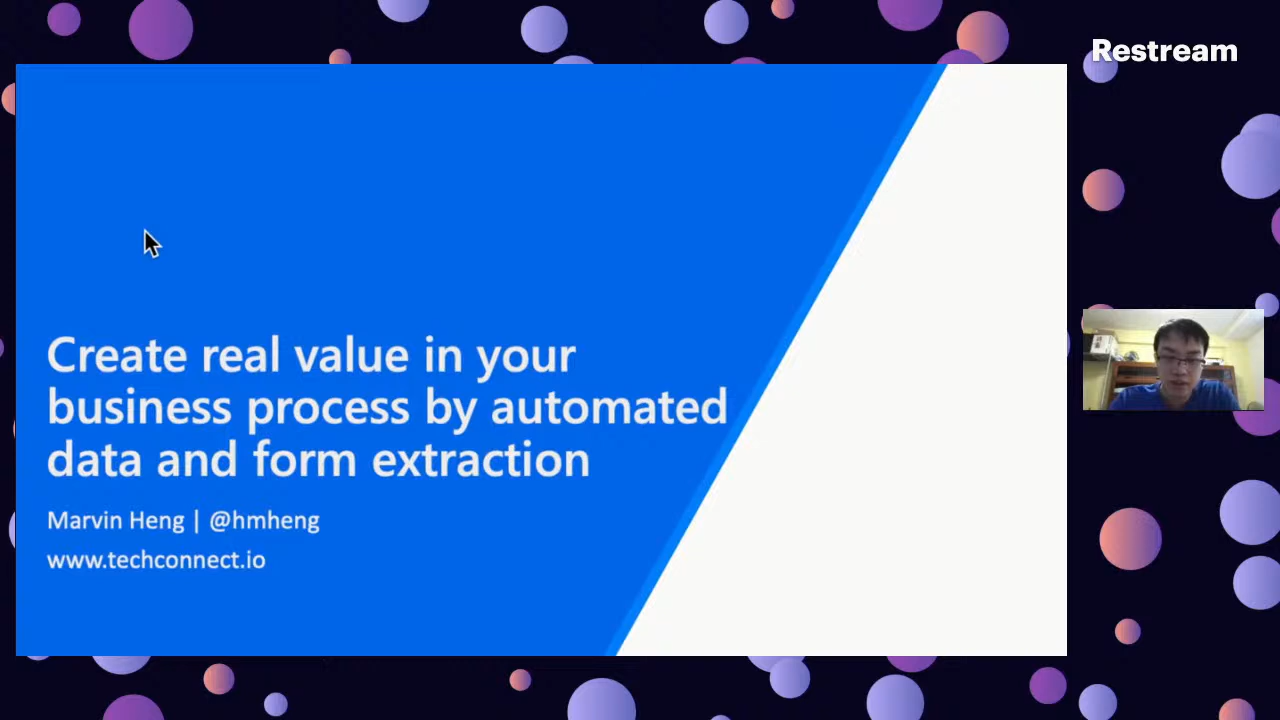 Restream
Create real value in your
business process by automated
data and form extraction
Marvin Heng | @hmheng
www.techconnect.io